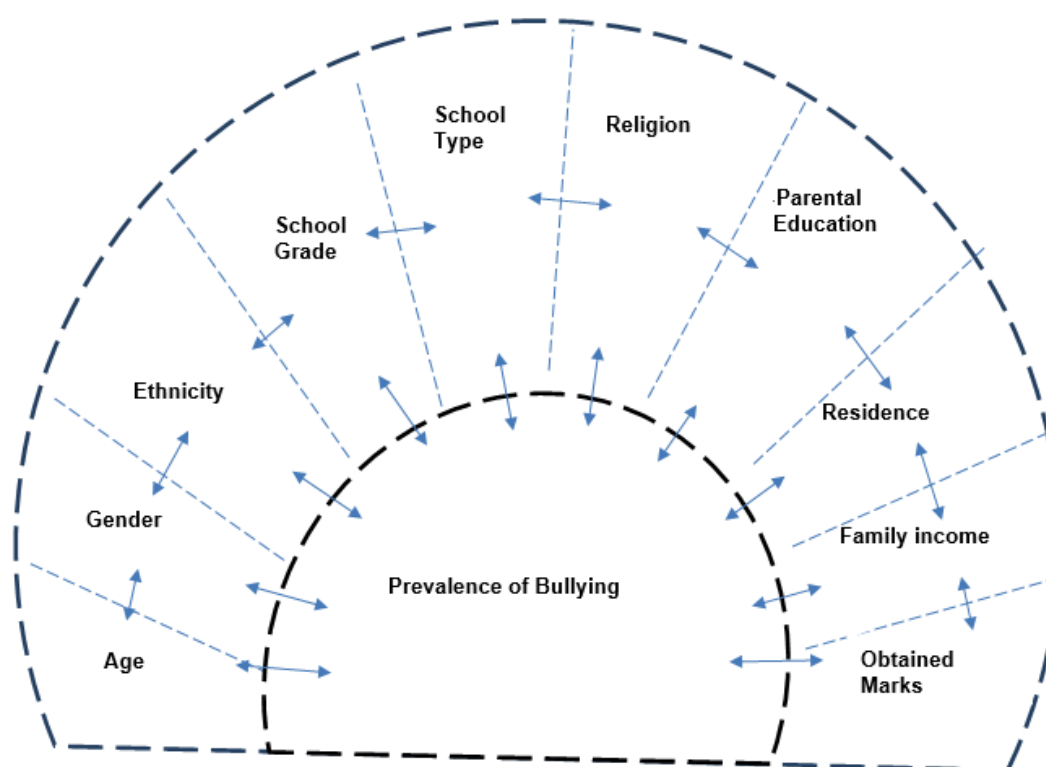 School
Type
Religion
Parental
Education
School
Grade
Ethnicity
Residence
Gender
Family income
Prevalence of Bullying
Age
Obtained
Marks